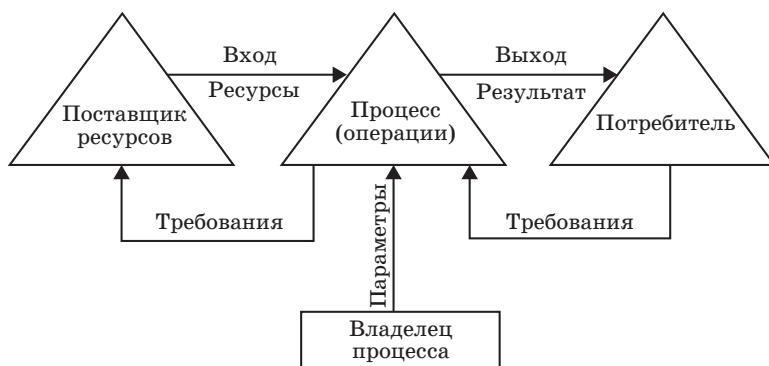 Вход
Ресурсы
Выход
Результат
Поставщик
ресурсов
Процесс
(операции)
Потребитель
Требования
Параметры
Требования
Владелец
процесса